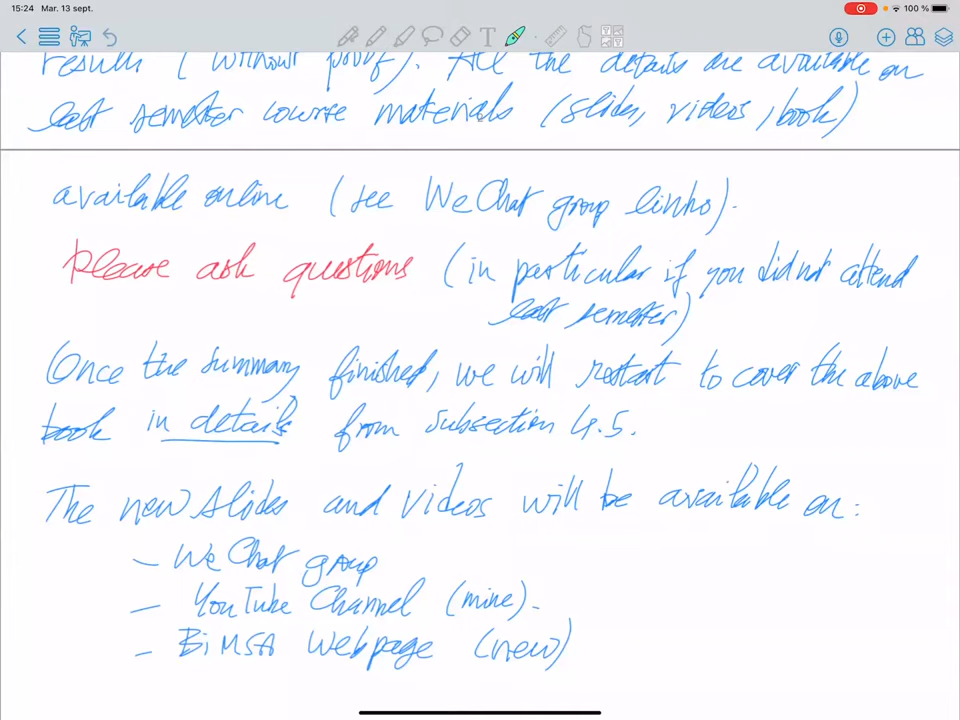 15:24 Mar. 13 sept. 100 %
results (without proof). All the details are available on
last semester course materials (slides, videos, book)
available online (see WeChat group links).
please ask questions (in particular if you did not attend
last semester)
Once the summary finished, we will restart to cover the above
book in details from subsection 4.5.
The new slides and videos will be available on:
- WeChat group
- YouTube Channel (mine).
- BIMSA Webpage (new)